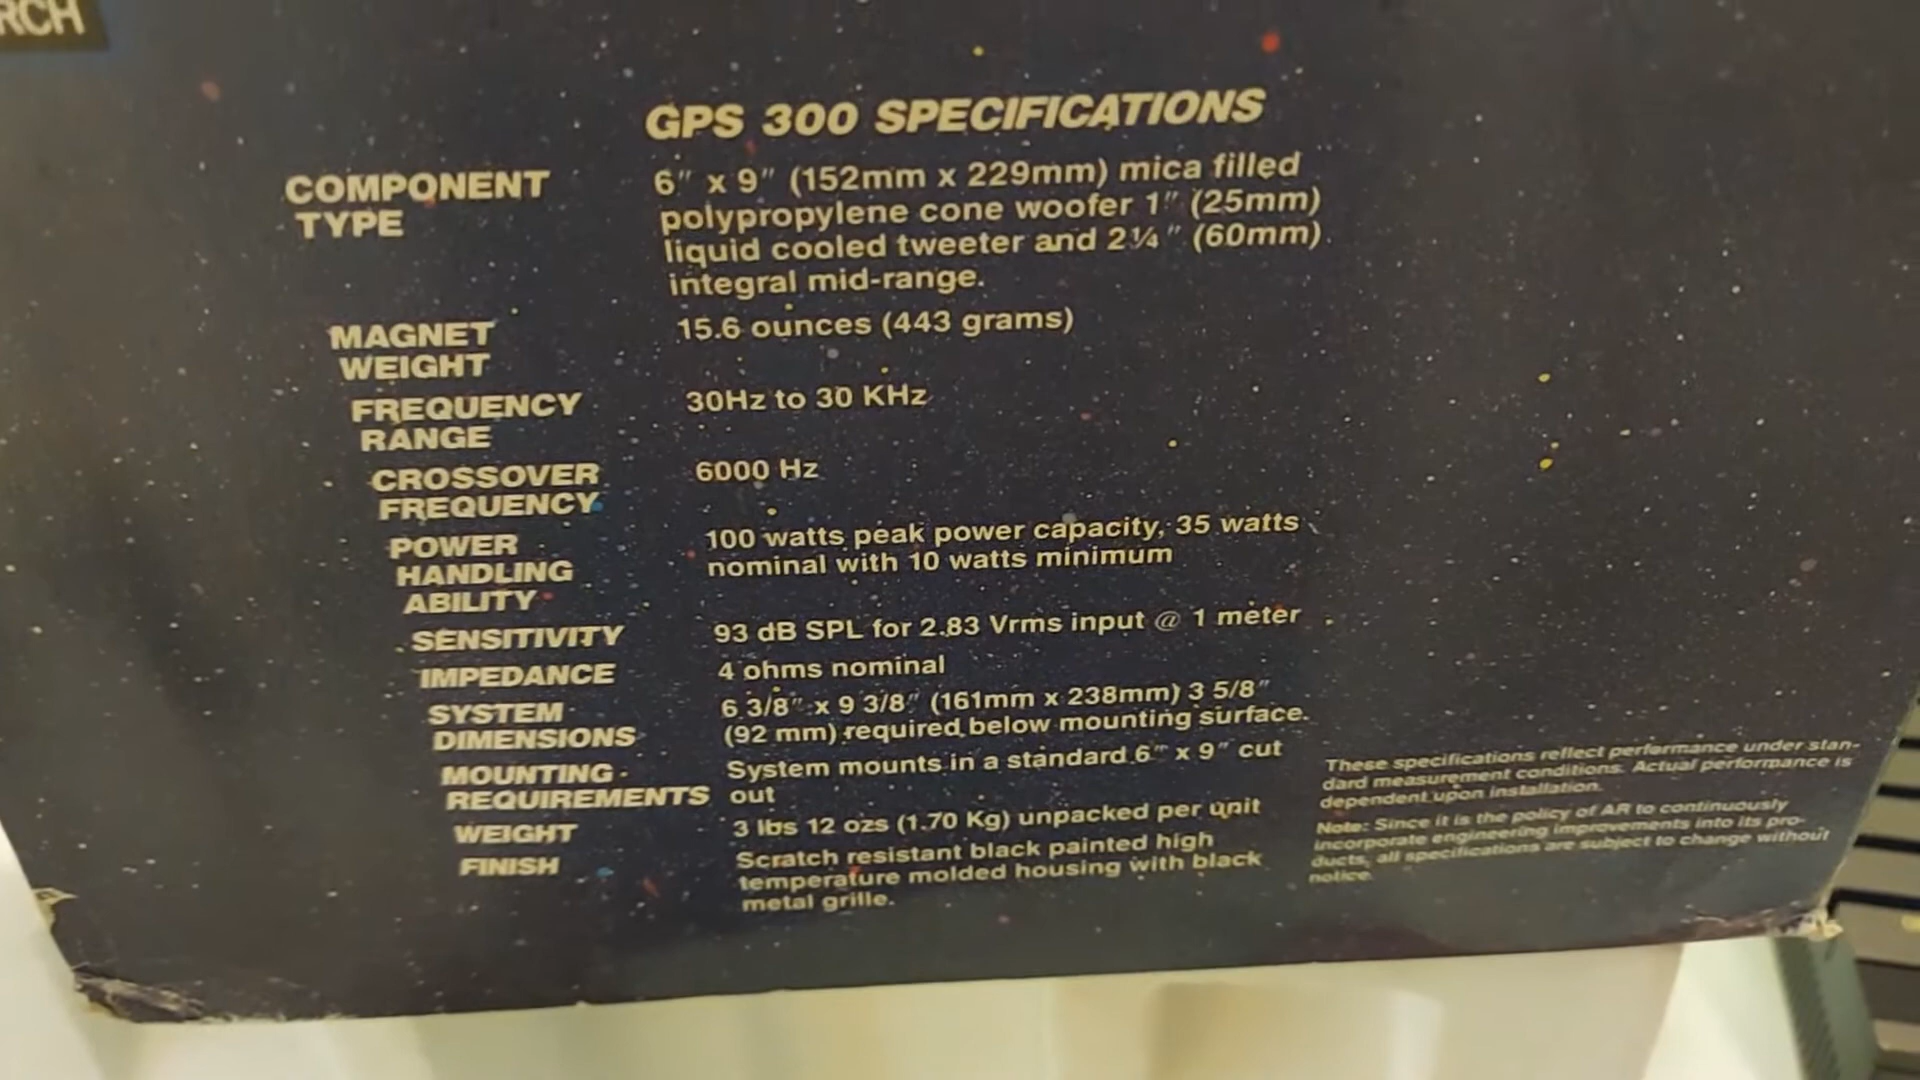 RCH
GPS 300 SPECIFICATIONS
COMPONENT
TYPE
6" x 9" (152mm x 229mm) mica filled
polypropylene cone woofer 1" (25mm)
liquid cooled tweeter and 2¼" (60mm)
integral mid-range.
MAGNET
WEIGHT
15.6 ounces (443 grams)
FREQUENCY
RANGE
30Hz to 30 KHz
CROSSOVER
FREQUENCY
6000 Hz
POWER
HANDLING
ABILITY
100 watts peak power capacity, 35 watts
nominal with 10 watts minimum
SENSITIVITY
93 dB SPL for 2.83 Vrms input @ 1 meter
IMPEDANCE
4 ohms nominal
SYSTEM
DIMENSIONS
6 3/8" x 9 3/8" (161mm x 238mm) 3 5/8"
(92 mm) required below mounting surface.
MOUNTING
REQUIREMENTS
System mounts in a standard 6" x 9" cut
out
WEIGHT
3 lbs 12 ozs (1.70 Kg) unpacked per unit
FINISH
Scratch resistant black painted high
temperature molded housing with black
metal grille.
These specifications reflect performance under stan-
dard measurement conditions. Actual performance is
dependent upon installation.
Note: Since it is the policy of AR to continuously
incorporate engineering improvements into its pro-
ducts, all specifications are subject to change without
notice.